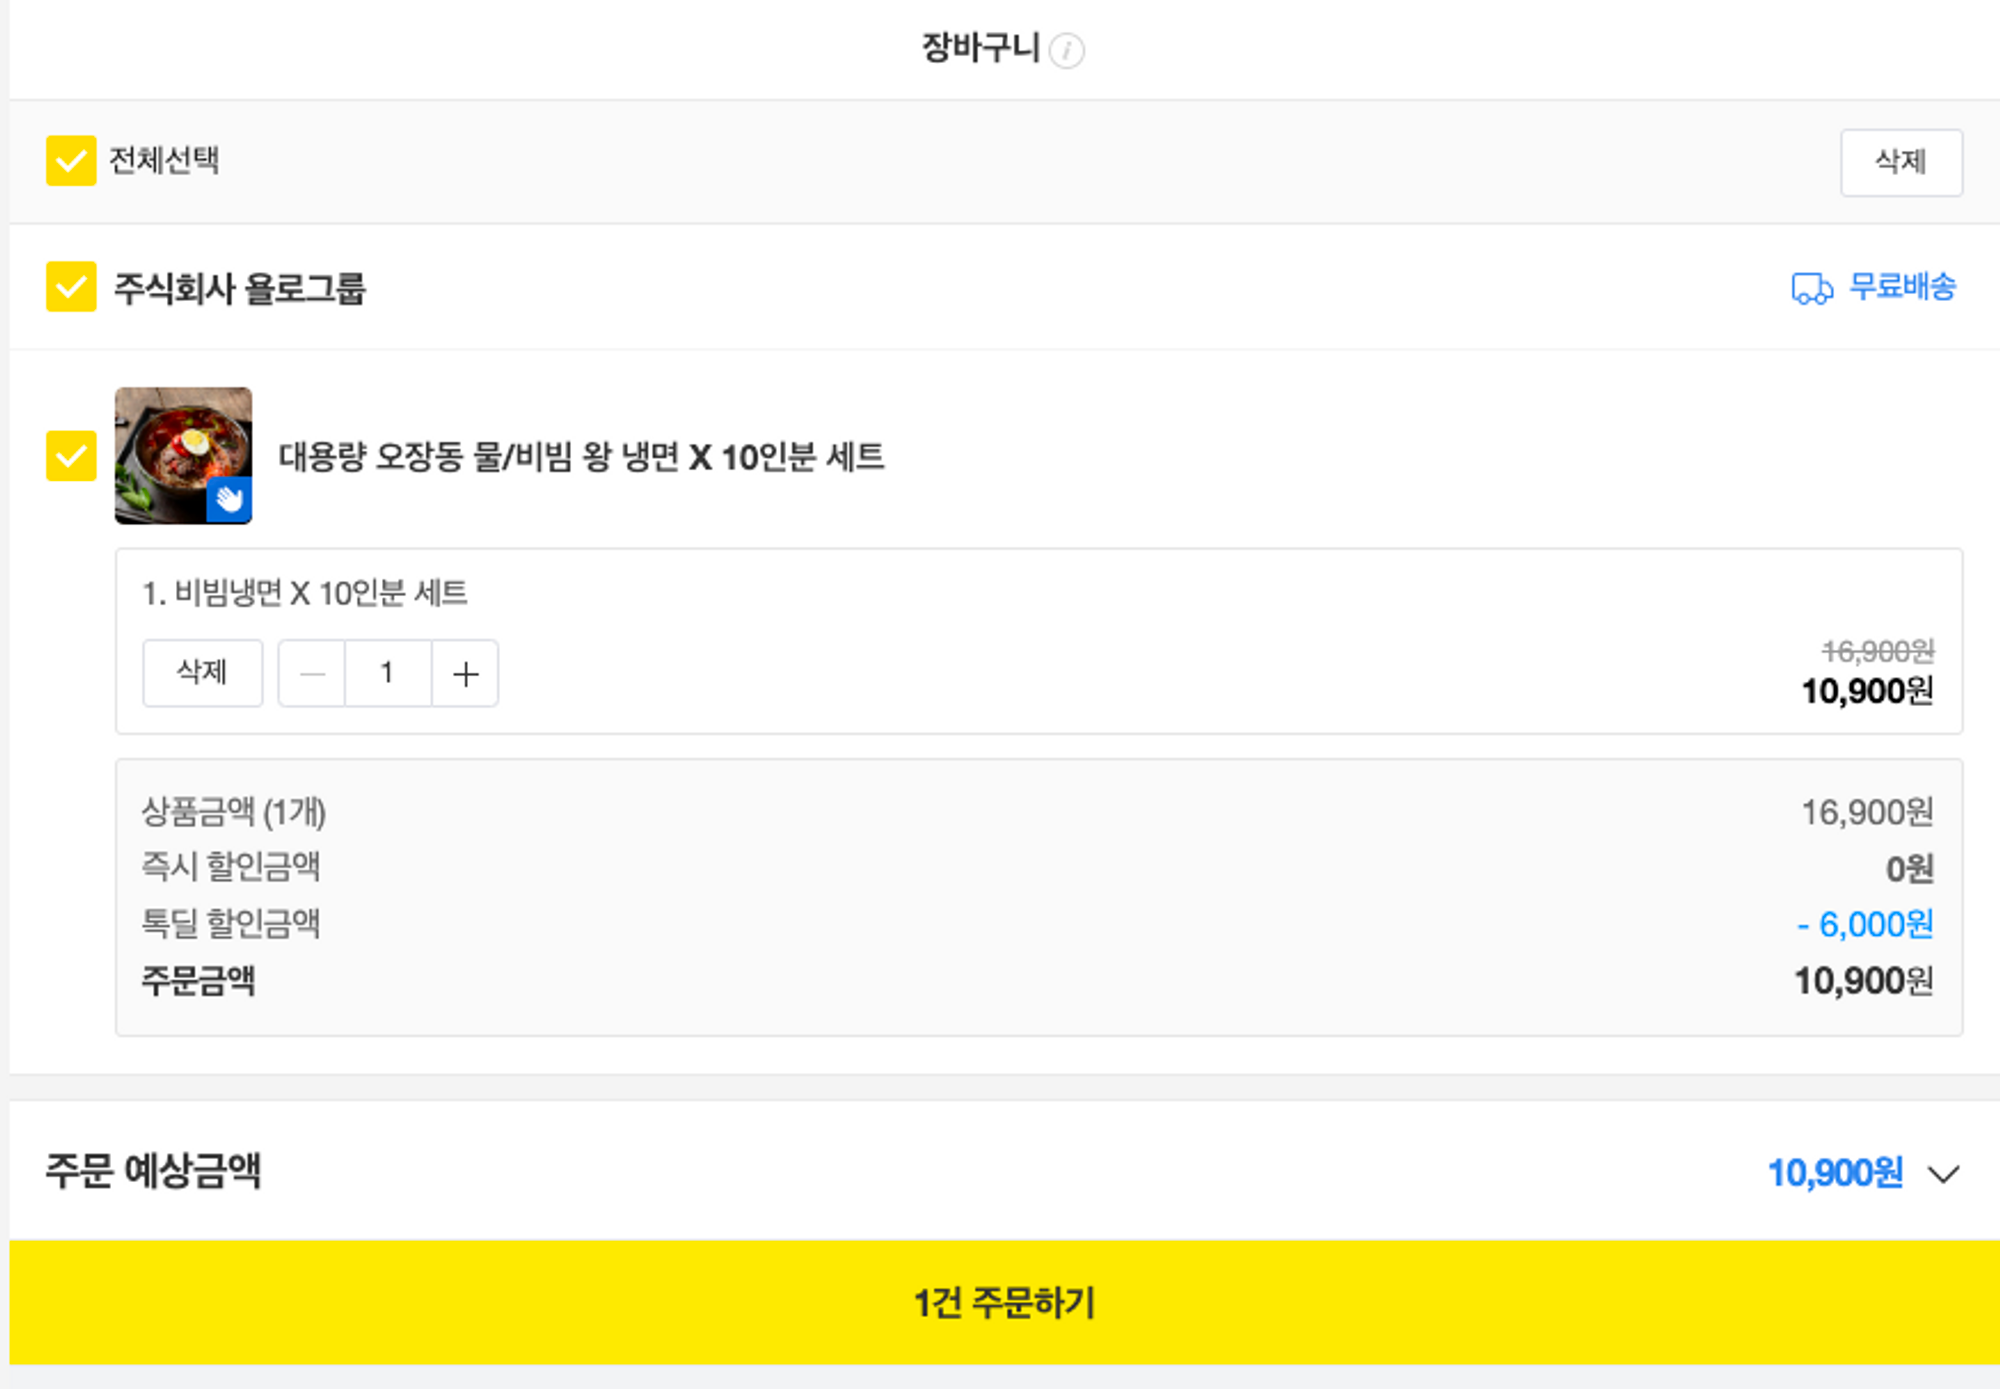 장바구니
전체선택 삭제
주식회사 욜로그룹 무료배송
대용량 오장동 물/비빔 왕 냉면 X 10인분 세트
1. 비빔냉면 X 10인분 세트
16,900원
삭제 — 1 +
10,900원
상품금액 (1개) 16,900원
즉시 할인금액 0원
톡딜 할인금액 - 6,000원
주문금액 10,900원
주문 예상금액 10,900원
1건 주문하기